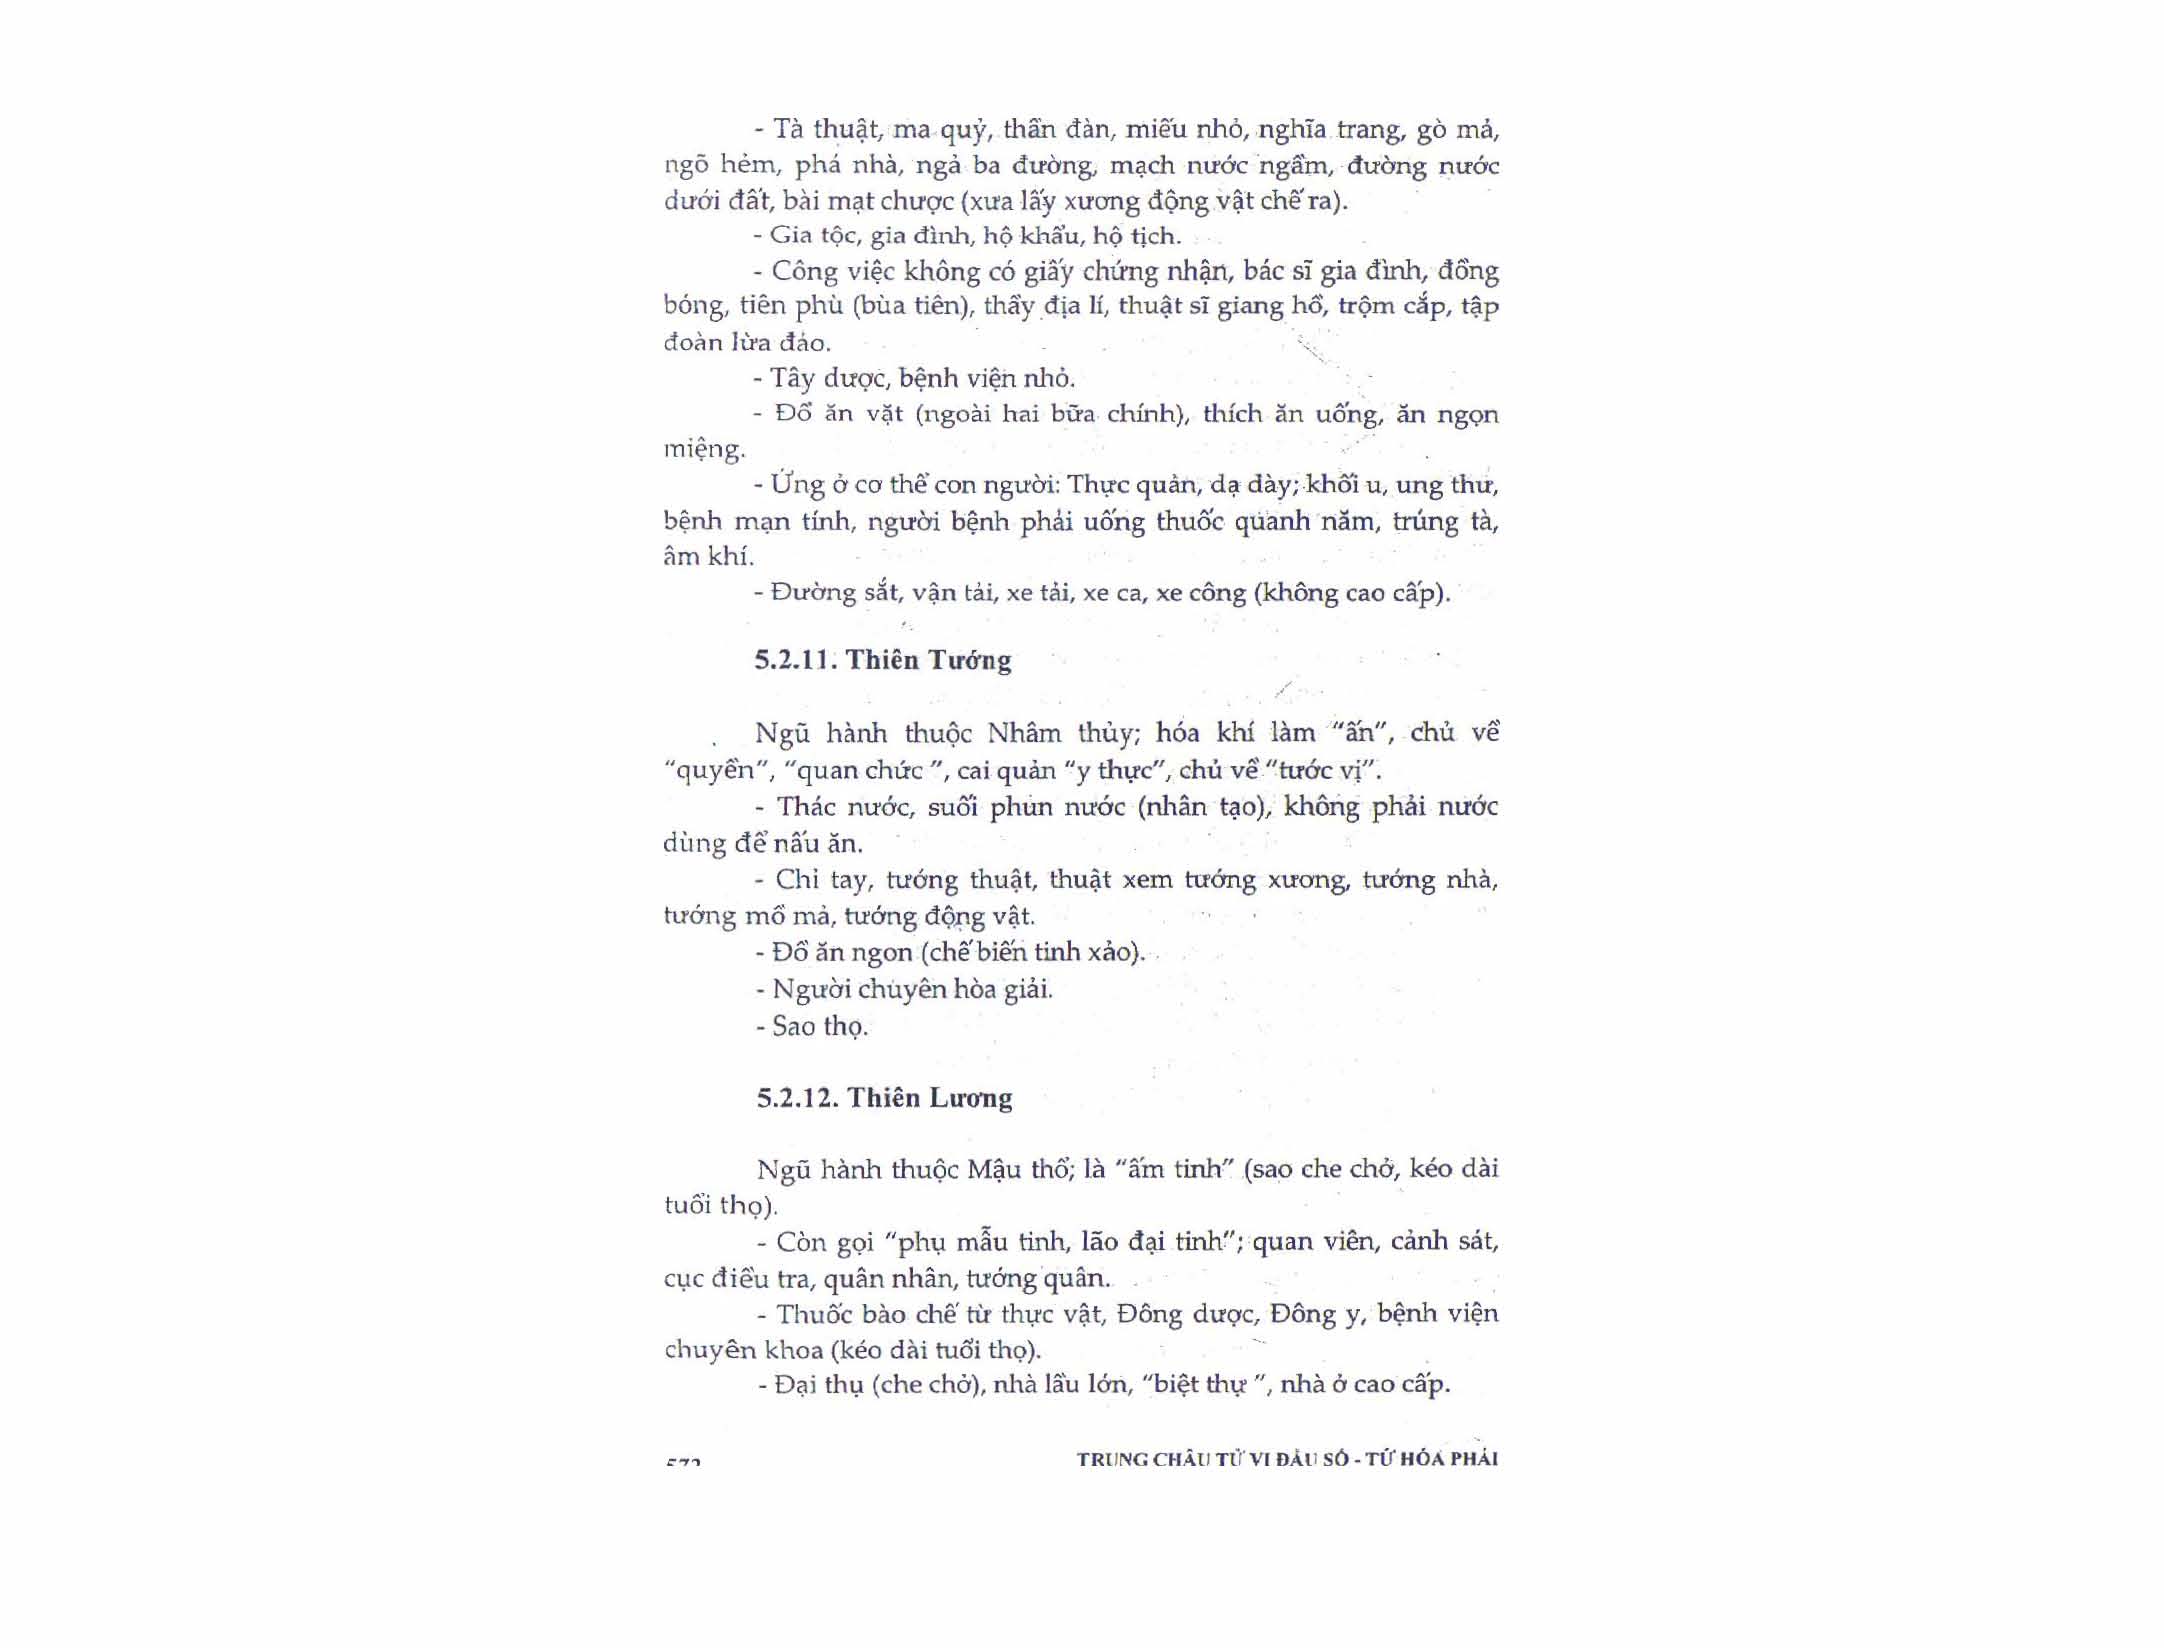 - Tà thuật, ma quỷ, thần đàn, miếu nhỏ, nghĩa trang, gò mả,
ngõ hẻm, phá nhà, ngả ba đường, mạch nước ngầm, đường nước
dưới đất, bài mạt chược (xưa lấy xương động vật chế ra).
- Gia tộc, gia đình, hộ khẩu, hộ tịch.
- Công việc không có giấy chứng nhận, bác sĩ gia đình, đồng
bóng, tiên phù (bùa tiên), thầy địa lí, thuật sĩ giang hồ, trộm cắp, tập
đoàn lừa đảo.
- Tây dược, bệnh viện nhỏ.
- Đồ ăn vặt (ngoài hai bữa chính), thích ăn uống, ăn ngọn
miệng.
- Ứng ở cơ thể con người: Thực quản, dạ dày; khối u, ung thư,
bệnh mạn tính, người bệnh phải uống thuốc quanh năm, trúng tà,
âm khí.
- Đường sắt, vận tải, xe tải, xe ca, xe công (không cao cấp).
5.2.11. Thiên Tướng
Ngũ hành thuộc Nhâm thủy; hóa khí làm "ấn", chủ về
"quyền", "quan chức ", cai quản "y thực", chủ về "tước vị".
- Thác nước, suối phun nước (nhân tạo), không phải nước
dùng để nấu ăn.
- Chỉ tay, tướng thuật, thuật xem tướng xương, tướng nhà,
tướng mồ mả, tướng động vật.
- Đồ ăn ngon (chế biến tinh xảo).
- Người chuyên hòa giải.
- Sao thọ.
5.2.12. Thiên Lương
Ngũ hành thuộc Mậu thổ; là "ấm tinh" (sao che chở, kéo dài
tuổi thọ).
- Còn gọi "phụ mẫu tinh, lão đại tinh"; quan viên, cảnh sát,
cục điều tra, quân nhân, tướng quân.
- Thuốc bào chế từ thực vật, Đông dược, Đông y, bệnh viện
chuyên khoa (kéo dài tuổi thọ).
- Đại thụ (che chở), nhà lầu lớn, "biệt thự ", nhà ở cao cấp.
TRUNG CHÂU TỬ VI ĐẨU SỐ - TỨ HÓA PHÁI